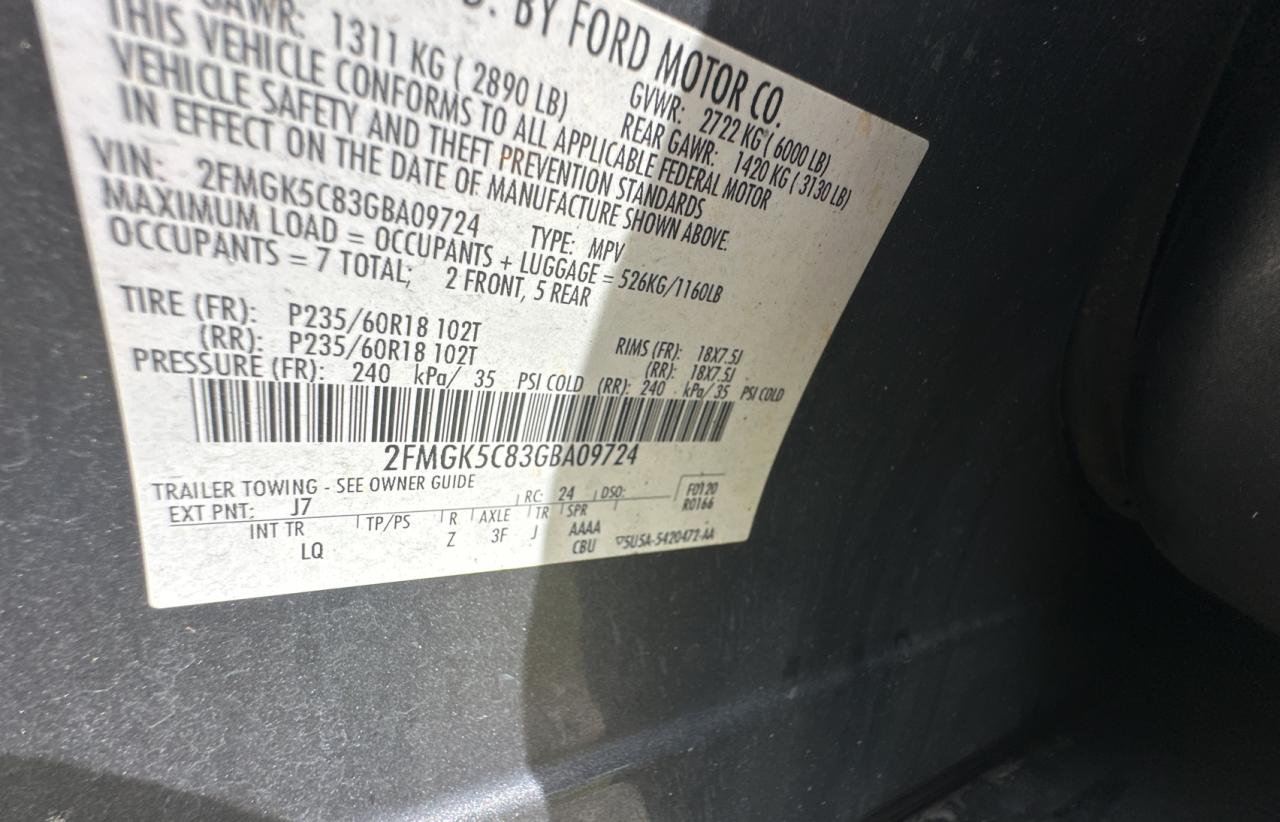 D. BY FORD MOTOR CO.
GAWR: 1311 KG ( 2890 LB) GVWR: 2722 KG ( 6000 LB)
REAR GAWR: 1420 KG ( 3130 LB)
THIS VEHICLE CONFORMS TO ALL APPLICABLE FEDERAL MOTOR
VEHICLE SAFETY AND THEFT PREVENTION STANDARDS
IN EFFECT ON THE DATE OF MANUFACTURE SHOWN ABOVE.
VIN: 2FMGK5C83GBA09724 TYPE: MPV
MAXIMUM LOAD = OCCUPANTS + LUGGAGE = 526KG/1160LB
OCCUPANTS = 7 TOTAL; 2 FRONT, 5 REAR
TIRE (FR): P235/60R18 102T RIMS (FR): 18X7.5J
(RR): P235/60R18 102T (RR): 18X7.5J
PRESSURE (FR): 240 kPa/ 35 PSI COLD (RR): 240 kPa/ 35 PSI COLD
2FMGK5C83GBA09724
TRAILER TOWING - SEE OWNER GUIDE
EXT PNT: J7 RC: 24 DSO: F0120
R0166
INT TR TP/PS R AXLE TR SPR
LQ Z 3F J AAAA
CBU 5U5A-5420472-AA